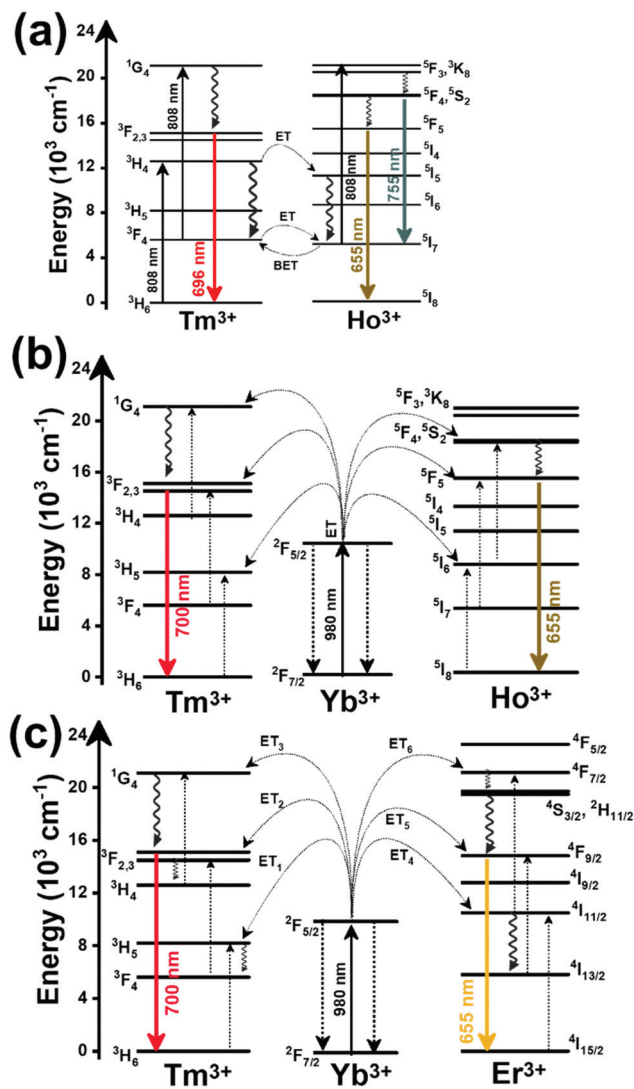 (a)
Energy (10³ cm⁻¹)
24
20
16
12
8
4
0
¹G₄
³F₂,₃
³H₄
³H₅
³F₄
³H₆
808 nm
808 nm
696 nm
Tm³⁺
ET
ET
BET
⁵F₃,³K₈
⁵F₄,⁵S₂
⁵F₅
⁵I₄
⁵I₅
⁵I₆
⁵I₇
⁵I₈
808 nm
655 nm
755 nm
Ho³⁺
(b)
Energy (10³ cm⁻¹)
24
20
16
12
8
4
0
¹G₄
³F₂,₃
³H₄
³H₅
³F₄
³H₆
700 nm
Tm³⁺
ET
²F₅/₂
980 nm
²F₇/₂
Yb³⁺
⁵F₃,³K₈
⁵F₄,⁵S₂
⁵F₅
⁵I₄
⁵I₅
⁵I₆
⁵I₇
⁵I₈
655 nm
Ho³⁺
(c)
Energy (10³ cm⁻¹)
24
20
16
12
8
4
0
¹G₄
³F₂,₃
³H₄
³H₅
³F₄
³H₆
700 nm
Tm³⁺
ET₃
ET₂
ET₁
ET₆
ET₅
ET₄
²F₅/₂
980 nm
²F₇/₂
Yb³⁺
⁴F₅/₂
⁴F₇/₂
⁴S₃/₂, ²H₁₁/₂
⁴F₉/₂
⁴I₉/₂
⁴I₁₁/₂
⁴I₁₃/₂
⁴I₁₅/₂
655 nm
Er³⁺